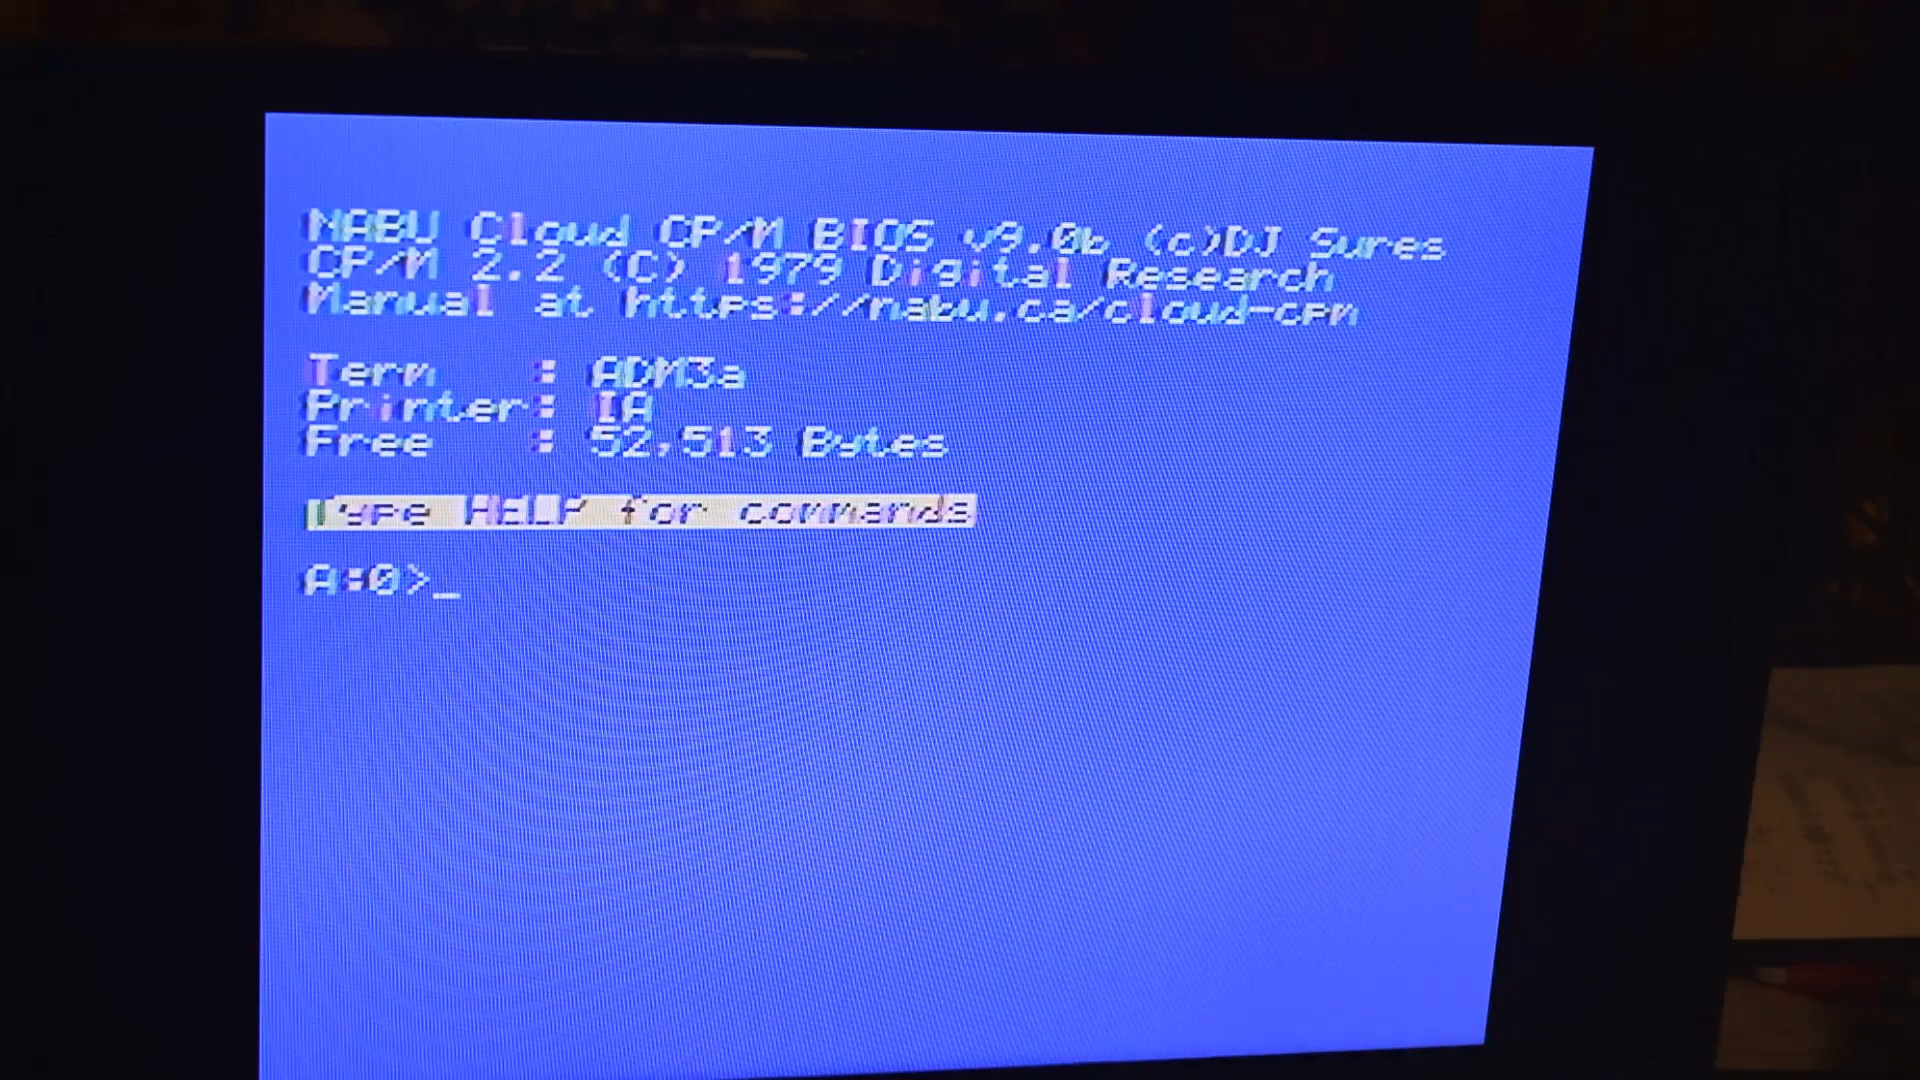 NABU Cloud CP/M BIOS v9.0b (c)DJ Sures
CP/M 2.2 (C) 1979 Digital Research
Manual at https://nabu.ca/cloud-cpm
Term    : ADM3a
Printer: IA
Free    : 52,513 Bytes
Type HELP for commands
A:0>_